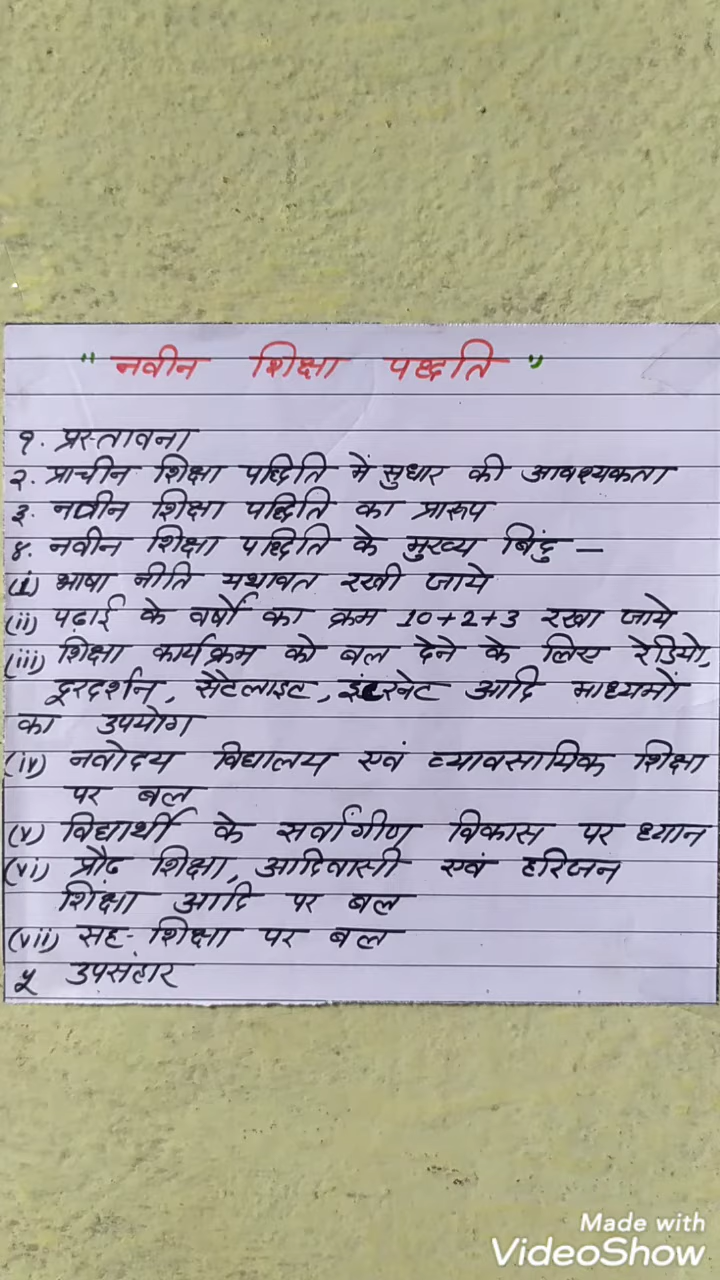 " नवीन शिक्षा पद्धति "
१. प्रस्तावना
२. प्राचीन शिक्षा पद्धिति में सुधार की आवश्यकता
३. नवीन शिक्षा पद्धिति का प्रारूप
४. नवीन शिक्षा पद्धिति के मुख्य बिंदु –
(i) भाषा नीति यथावत रखी जाये
(ii) पढ़ाई के वर्षों का क्रम 10+2+3 रखा जाये
(iii) शिक्षा कार्यक्रम को बल देने के लिए रेडियो,
दूरदर्शन, सैटेलाइट, इंटरनेट आदि माध्यमों
का उपयोग
(iv) नवोदय विद्यालय एवं व्यावसायिक शिक्षा
पर बल
(v) विद्यार्थी के सर्वांगीण विकास पर ध्यान
(vi) प्रौढ शिक्षा, आदिवासी एवं हरिजन
शिक्षा आदि पर बल
(vii) सह-शिक्षा पर बल
५ उपसंहार
Made with
VideoShow